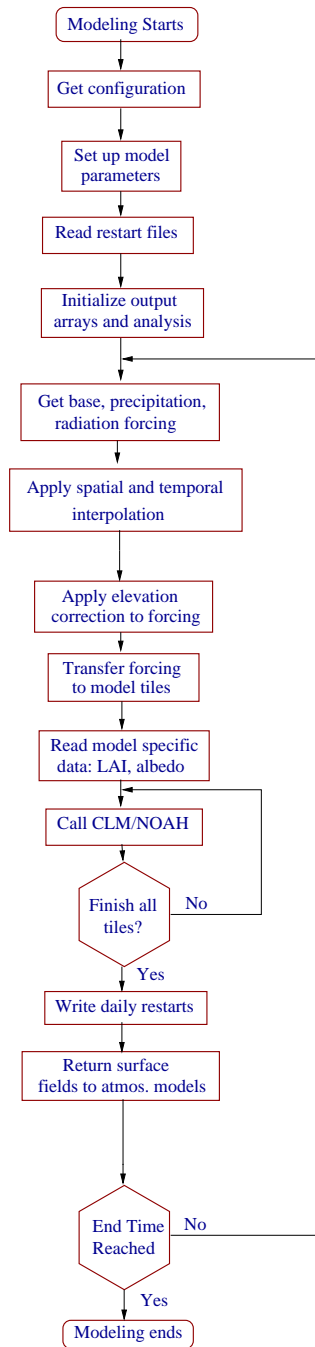 Modeling Starts
Get configuration
Set up model
parameters
Read restart files
Initialize output
arrays and analysis
Get base, precipitation,
radiation forcing
Apply spatial and temporal
interpolation
Apply elevation
correction to forcing
Transfer forcing
to model tiles
Read model specific
data: LAI, albedo
Call CLM/NOAH
Finish all
tiles?
No
Yes
Write daily restarts
Return surface
fields to atmos. models
End Time
Reached
No
Yes
Modeling ends